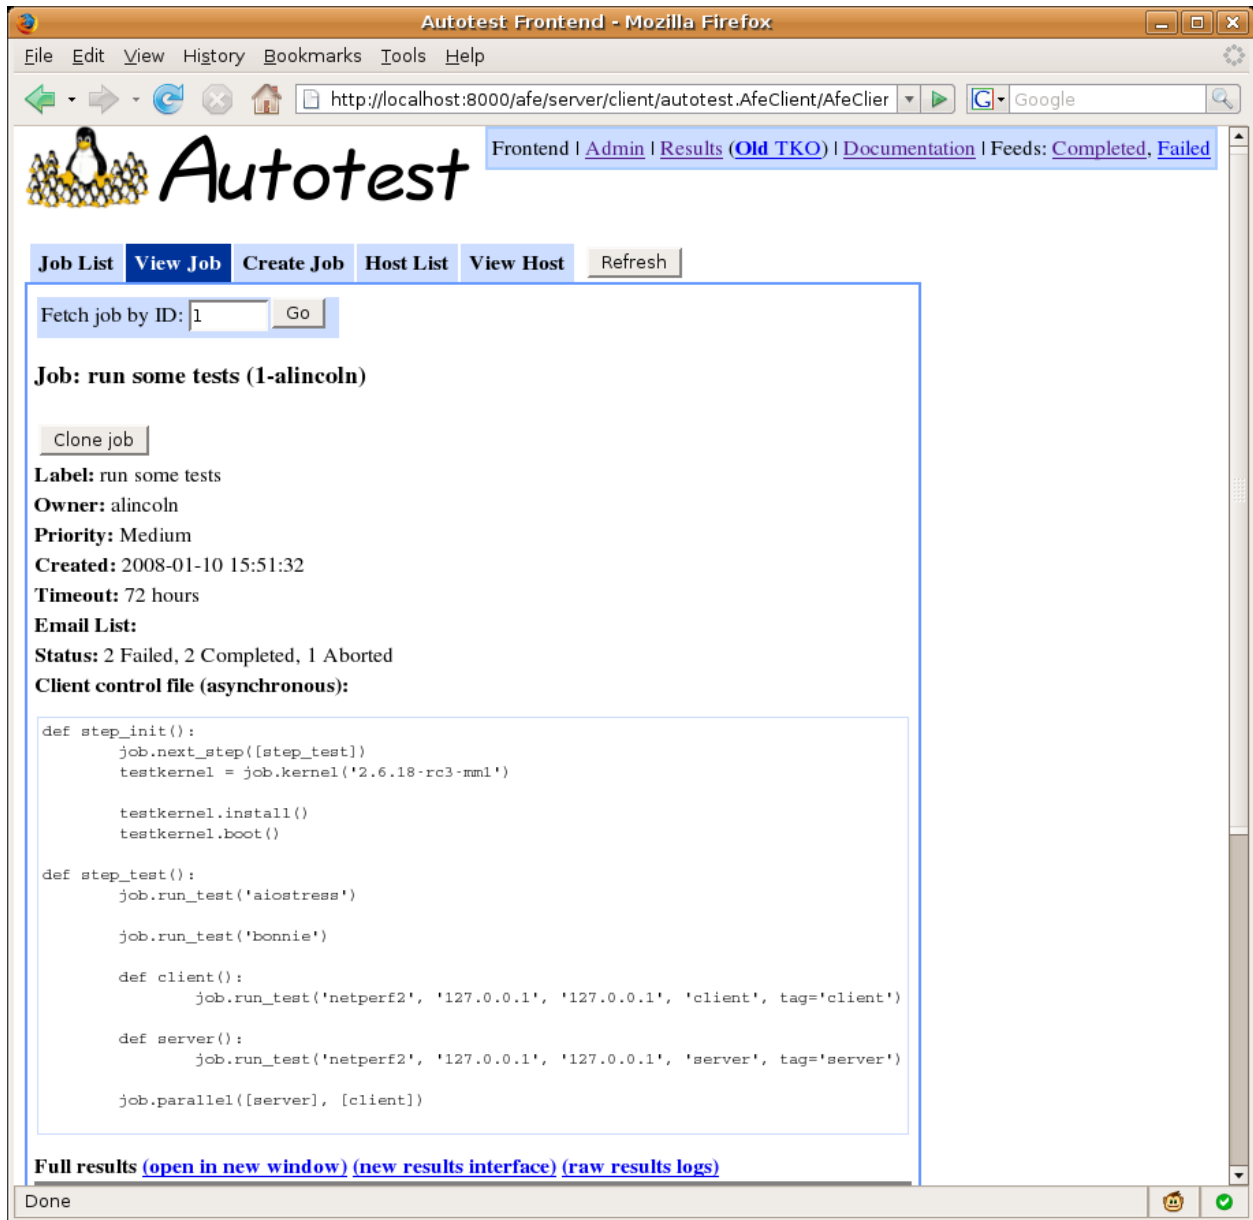 Autotest Frontend - Mozilla Firefox
File Edit View History Bookmarks Tools Help
http://localhost:8000/afe/server/client/autotest.AfeClient/AfeClier
G Google
Autotest
Frontend | Admin | Results (Old TKO) | Documentation | Feeds: Completed, Failed
Job List View Job Create Job Host List View Host Refresh
Fetch job by ID: 1 Go
Job: run some tests (1-alincoln)
Clone job
Label: run some tests
Owner: alincoln
Priority: Medium
Created: 2008-01-10 15:51:32
Timeout: 72 hours
Email List:
Status: 2 Failed, 2 Completed, 1 Aborted
Client control file (asynchronous):
def step_init():
        job.next_step([step_test])
        testkernel = job.kernel('2.6.18-rc3-mm1')
        testkernel.install()
        testkernel.boot()
def step_test():
        job.run_test('aiostress')
        job.run_test('bonnie')
        def client():
                job.run_test('netperf2', '127.0.0.1', '127.0.0.1', 'client', tag='client')
        def server():
                job.run_test('netperf2', '127.0.0.1', '127.0.0.1', 'server', tag='server')
        job.parallel([server], [client])
Full results (open in new window) (new results interface) (raw results logs)
Done